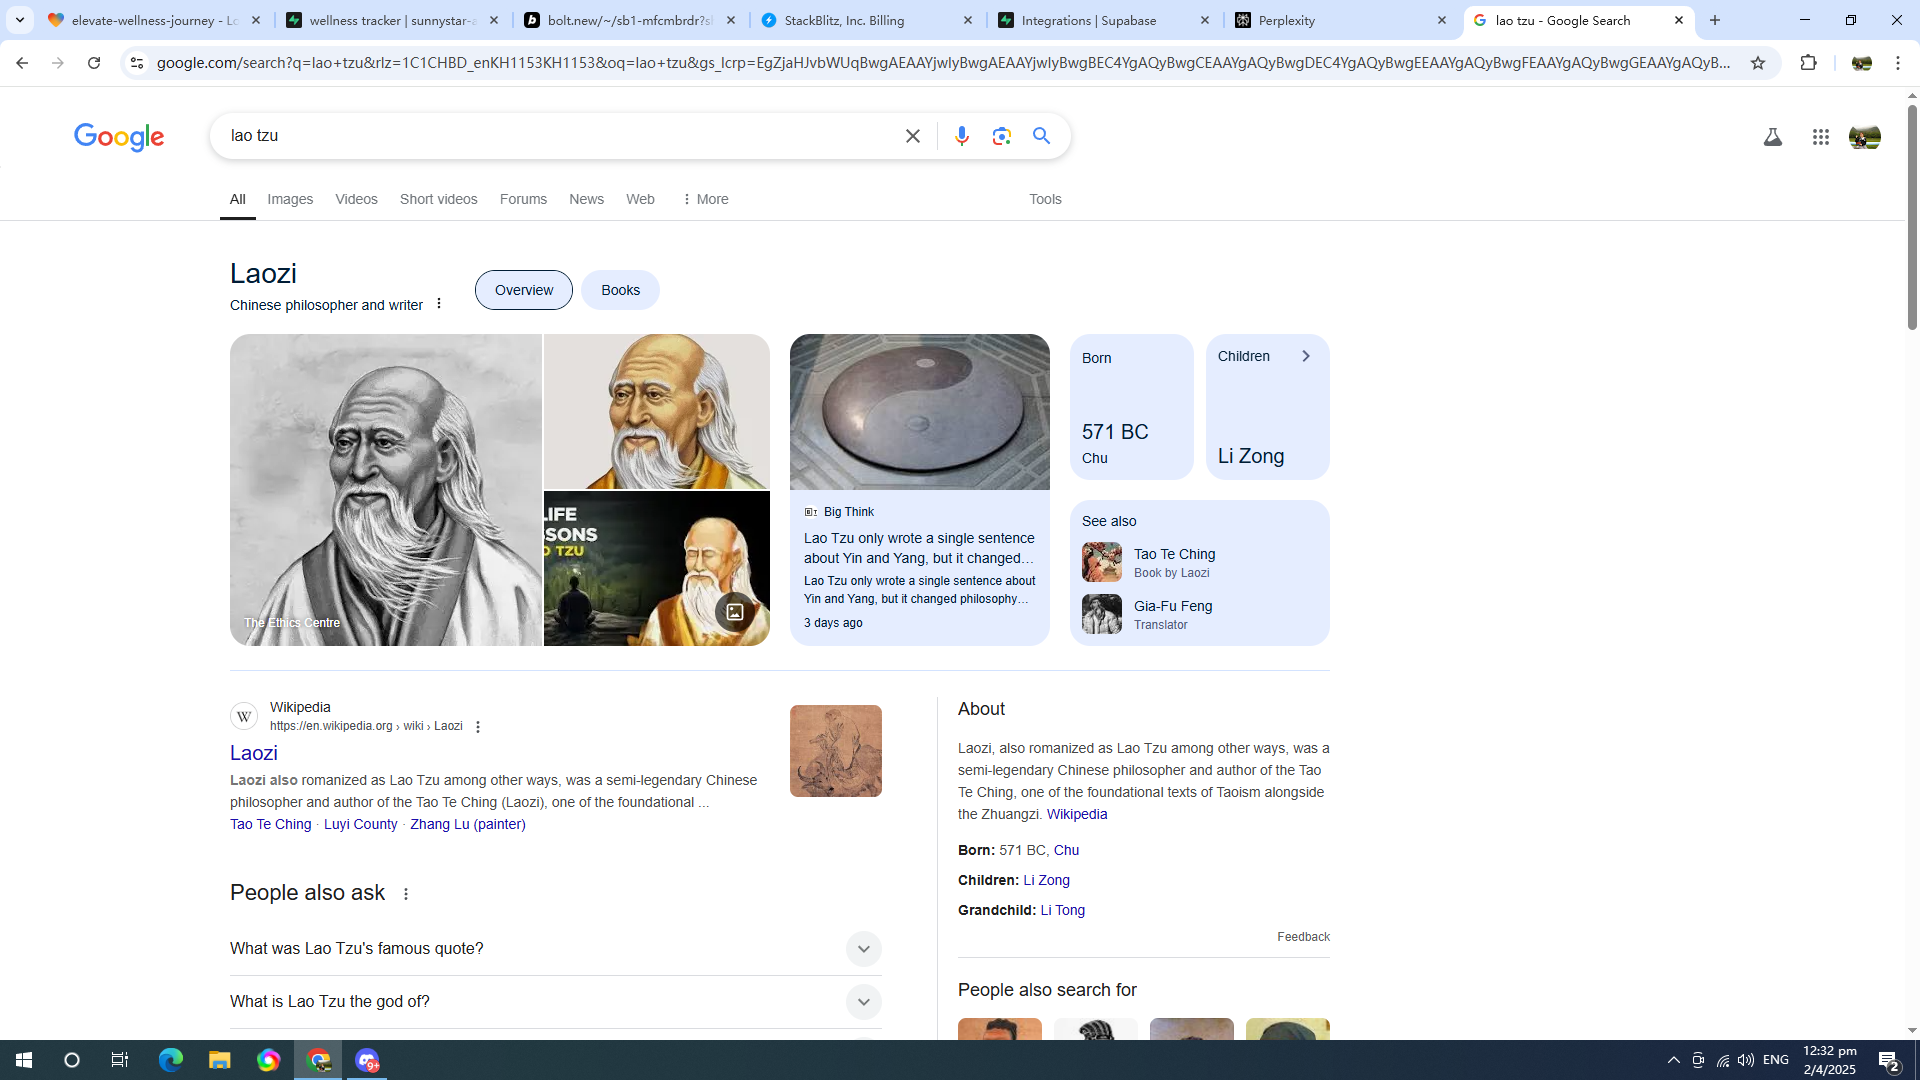 elevate-wellness-journey - Lo
wellness tracker | sunnystar-a
bolt.new/~/sb1-mfcmbrdr?sl
StackBlitz, Inc. Billing
Integrations | Supabase
Perplexity
lao tzu - Google Search
google.com/search?q=lao+tzu&rlz=1C1CHBD_enKH1153KH1153&oq=lao+tzu&gs_lcrp=EgZjaHJvbWUqBwgAEAAYjwIyBwgAEAAYjwIyBwgBEC4YgAQyBwgCEAAYgAQyBwgDEC4YgAQyBwgEEAAYgAQyBwgFEAAYgAQyBwgGEAAYgAQyB...
Google
lao tzu
All
Images
Videos
Short videos
Forums
News
Web
More
Tools
Laozi
Chinese philosopher and writer
Overview
Books
The Ethics Centre
LIFE
SSONS
O TZU
Big Think
Lao Tzu only wrote a single sentence
about Yin and Yang, but it changed...
Lao Tzu only wrote a single sentence about
Yin and Yang, but it changed philosophy...
3 days ago
Born
571 BC
Chu
Children
Li Zong
See also
Tao Te Ching
Book by Laozi
Gia-Fu Feng
Translator
W
Wikipedia
https://en.wikipedia.org › wiki › Laozi
Laozi
Laozi also romanized as Lao Tzu among other ways, was a semi-legendary Chinese
philosopher and author of the Tao Te Ching (Laozi), one of the foundational ...
Tao Te Ching · Luyi County · Zhang Lu (painter)
People also ask
What was Lao Tzu's famous quote?
What is Lao Tzu the god of?
About
Laozi, also romanized as Lao Tzu among other ways, was a
semi-legendary Chinese philosopher and author of the Tao
Te Ching, one of the foundational texts of Taoism alongside
the Zhuangzi. Wikipedia
Born: 571 BC, Chu
Children: Li Zong
Grandchild: Li Tong
Feedback
People also search for
9+
ENG
12:32 pm
2/4/2025
2